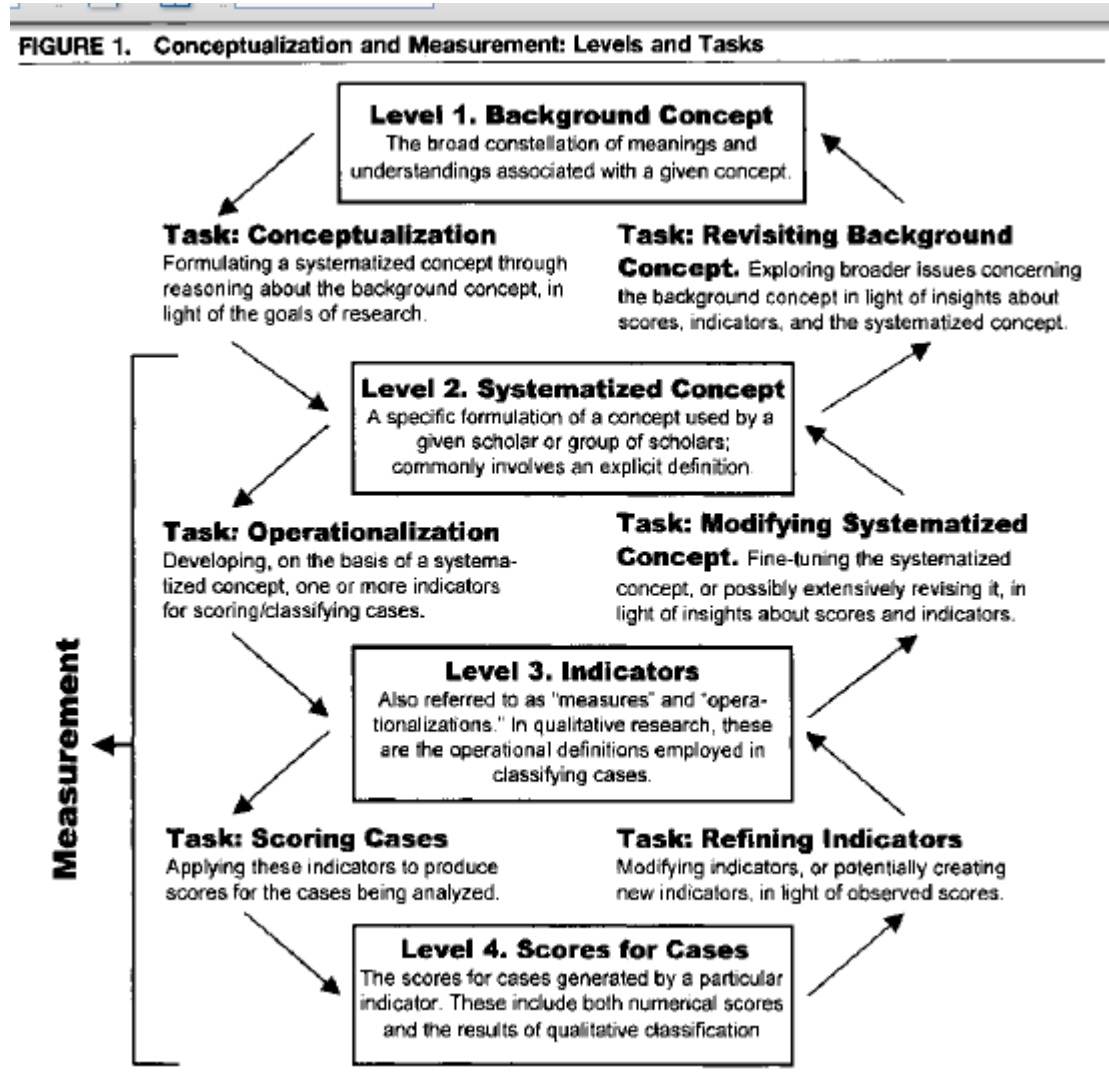 FIGURE 1. Conceptualization and Measurement: Levels and Tasks
Level 1. Background Concept
The broad constellation of meanings and
understandings associated with a given concept.
Task: Conceptualization
Formulating a systematized concept through
reasoning about the background concept, in
light of the goals of research.
Task: Revisiting Background
Concept. Exploring broader issues concerning
the background concept in light of insights about
scores, indicators, and the systematized concept.
Level 2. Systematized Concept
A specific formulation of a concept used by a
given scholar or group of scholars;
commonly involves an explicit definition
Task: Operationalization
Developing, on the basis of a systema-
tized concept, one or more indicators
for scoring/classifying cases.
Task: Modifying Systematized
Concept. Fine-tuning the systematized
concept, or possibly extensively revising it, in
light of insights about scores and indicators.
Measurement
Level 3. Indicators
Also referred to as "measures" and "opera-
tionalizations." In qualitative research, these
are the operational definitions employed in
classifying cases.
Task: Scoring Cases
Applying these indicators to produce
scores for the cases being analyzed.
Task: Refining Indicators
Modifying indicators, or potentially creating
new indicators, in light of observed scores.
Level 4. Scores for Cases
The scores for cases generated by a particular
indicator. These include both numerical scores
and the results of qualitative classification